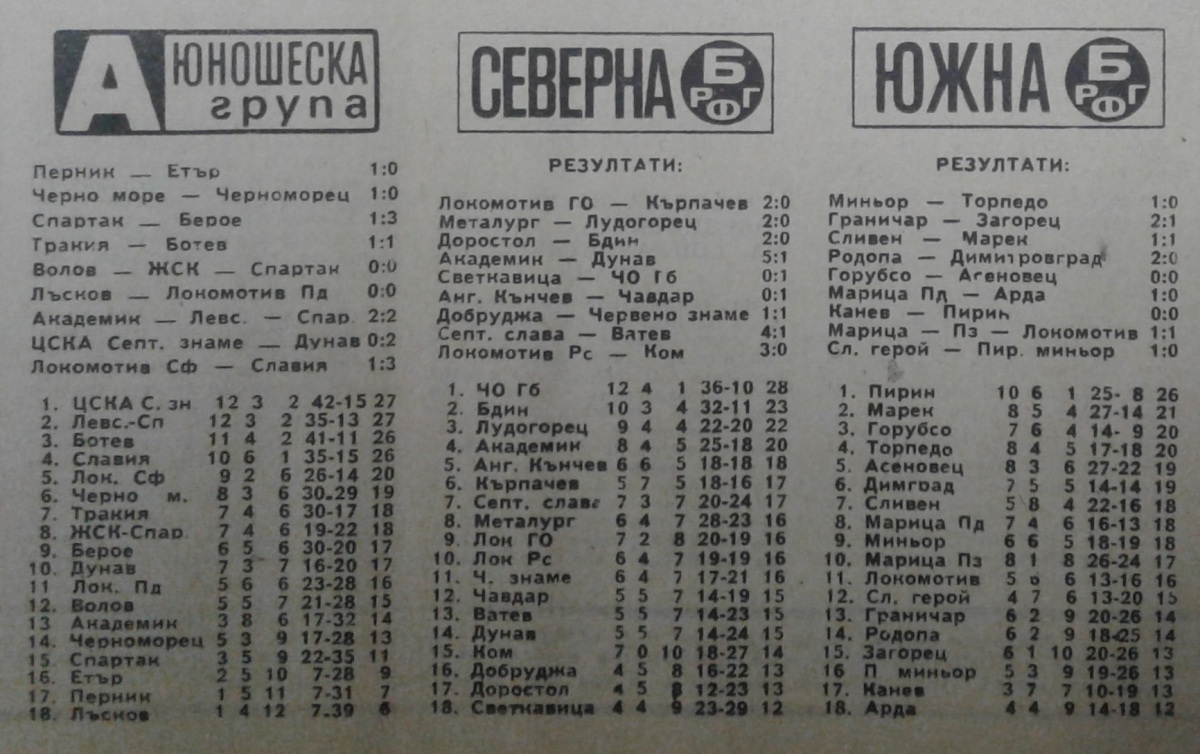 А ЮНОШЕСКА
група
Перник — Етър 1:0
Черно море — Черноморец 1:0
Спартак — Берое 1:3
Тракия — Ботев 1:1
Волов — ЖСК — Спартак 0:0
Лъсков — Локомотив Пд 0:0
Академик — Левс. — Спар. 2:2
ЦСКА Септ. знаме — Дунав 0:2
Локомотив Сф — Славия 1:3
1. ЦСКА С. зн 12 3 2 42-15 27
2. Левс.-Сп 12 3 2 35-13 27
3. Ботев 11 4 2 41-11 26
4. Славия 10 6 1 35-15 26
5. Лок. Сф 9 2 6 26-14 20
6. Черно м. 8 3 6 30-29 19
7. Тракия 7 4 6 30-17 18
8. ЖСК-Спар. 7 4 6 19-22 18
9. Берое 6 5 6 30-20 17
10. Дунав 7 3 7 16-20 17
11 Лок. Пд 5 6 6 23-28 16
12. Волов 5 5 7 21-28 15
13 Академик 3 8 6 17-32 14
14. Черноморец 5 3 9 17-28 13
15. Спартак 3 5 9 22-35 11
16. Етър 2 5 10 7-28 9
17. Перник 1 5 11 7-31 7
18. Лъсков 1 4 12 7-39 6
СЕВЕРНА Б
РФГ
РЕЗУЛТАТИ:
Локомотив ГО — Кърпачев 2:0
Металург — Лудогорец 2:0
Доростол — Бдин 2:0
Академик — Дунав 5:1
Светкавица — ЧО Гб 0:1
Анг. Кънчев — Чавдар 0:1
Добруджа — Червено знаме 1:1
Септ. слава — Ватев 4:1
Локомотив Рс — Ком 3:0
1. ЧО Гб 12 4 1 36-10 28
2. Бдин 10 3 4 32-11 23
3. Лудогорец 9 4 4 22-20 22
4. Академик 8 4 5 25-18 20
5. Анг. Кънчев 6 6 5 18-18 18
6. Кърпачев 5 7 5 18-16 17
7. Септ. слава 7 3 7 20-24 17
8. Металург 6 4 7 28-23 16
9. Лок ГО 7 2 8 20-19 16
10. Лок Рс 6 4 7 19-19 16
11. Ч. знаме 6 4 7 17-21 16
12. Чавдар 5 5 7 14-19 15
13. Ватев 5 5 7 14-23 15
14. Дунав 5 5 7 14-24 15
15. Ком 7 0 10 18-27 14
16. Добруджа 4 5 8 16-22 13
17. Доростол 4 5 8 12-23 13
18. Светкавица 4 4 9 23-29 12
ЮЖНА Б
РФГ
РЕЗУЛТАТИ:
Миньор — Торпедо 1:0
Граничар — Загорец 2:1
Сливен — Марек 1:1
Родопа — Димитровград 2:0
Горубсо — Асеновец 0:0
Марица Пд — Арда 1:0
Канев — Пирин 0:0
Марица — Пз — Локомотив 1:1
Сл. герой — Пир. миньор 1:0
1. Пирин 10 6 1 25- 8 26
2. Марек 8 5 4 27-14 21
3. Горубсо 7 6 4 14- 9 20
4. Торпедо 8 4 5 17-18 20
5. Асеновец 8 3 6 27-22 19
6. Димград 7 5 5 14-14 19
7. Сливен 5 8 4 22-16 18
8. Марица Пд 7 4 6 16-13 18
9. Миньор 6 6 5 18-19 18
10. Марица Пз 8 1 8 26-24 17
11. Локомотив 5 6 6 13-16 16
12. Сл. герой 4 7 6 13-20 15
13. Граничар 6 2 9 20-26 14
14. Родопа 6 2 9 18-25 14
15. Загорец 6 1 10 20-26 13
16 П миньор 5 3 9 19-26 13
17. Канев 3 7 7 10-19 13
18. Арда 4 4 9 14-18 12